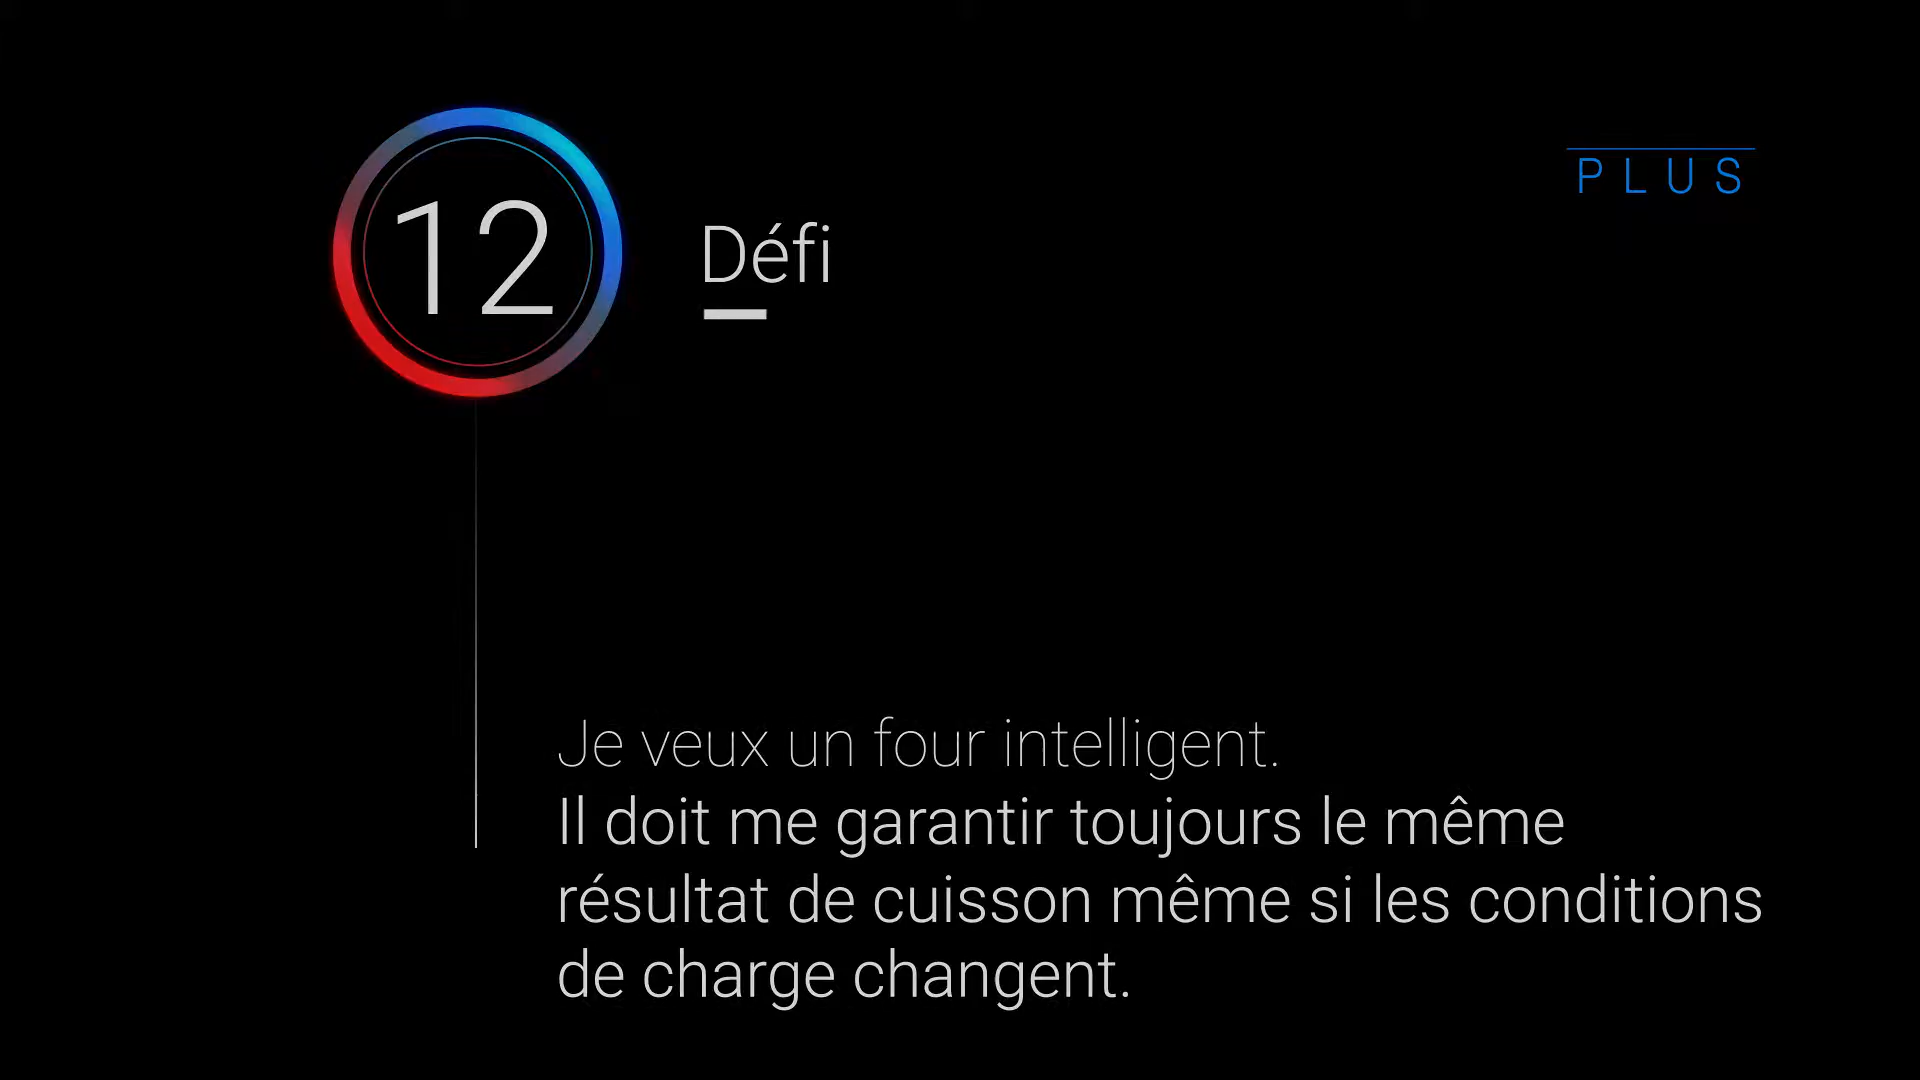 12
Défi
PLUS
Je veux un four intelligent.
Il doit me garantir toujours le même
résultat de cuisson même si les conditions
de charge changent.